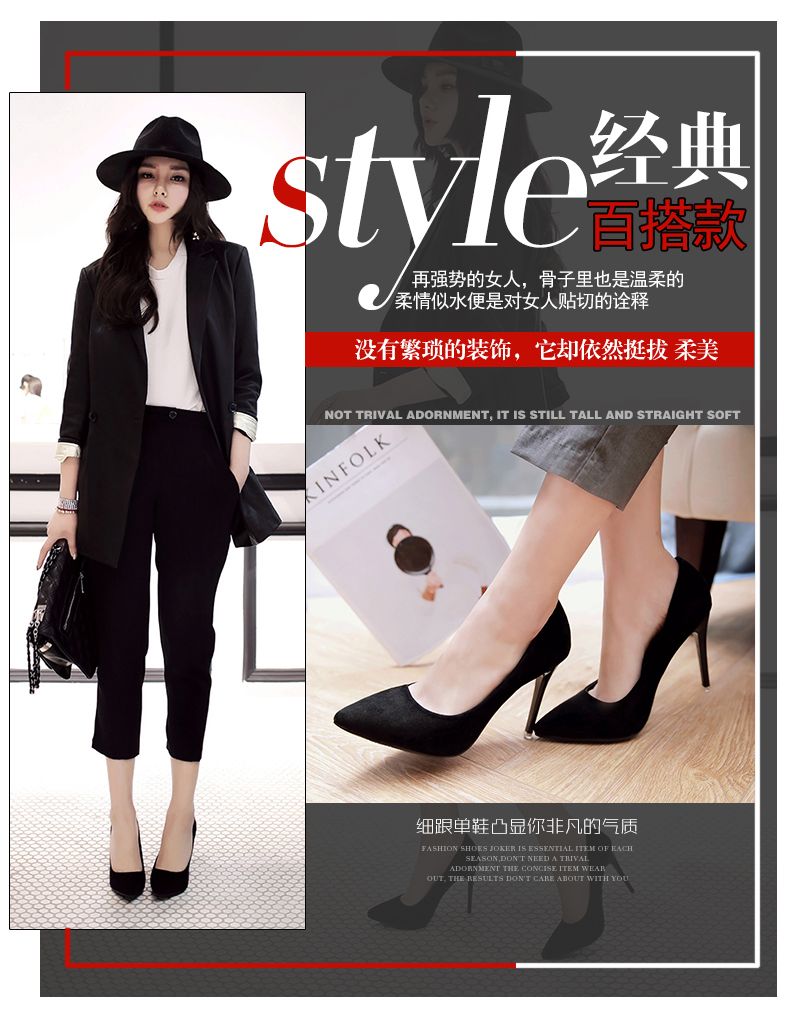 style 经典
百搭款
再强势的女人，骨子里也是温柔的
柔情似水便是对女人贴切的诠释
没有繁琐的装饰，它却依然挺拔 柔美
NOT TRIVAL ADORNMENT, IT IS STILL TALL AND STRAIGHT SOFT
KINFOLK
细跟单鞋凸显你非凡的气质
FASHION SHOES JOKER IS ESSENTIAL ITEM OF EACH
SEASON,DON'T NEED A TRIVAL
ADORNMENT THE CONCISE ITEM WEAR
OUT, THE RESULTS DON'T CARE ABOUT WITH YOU.